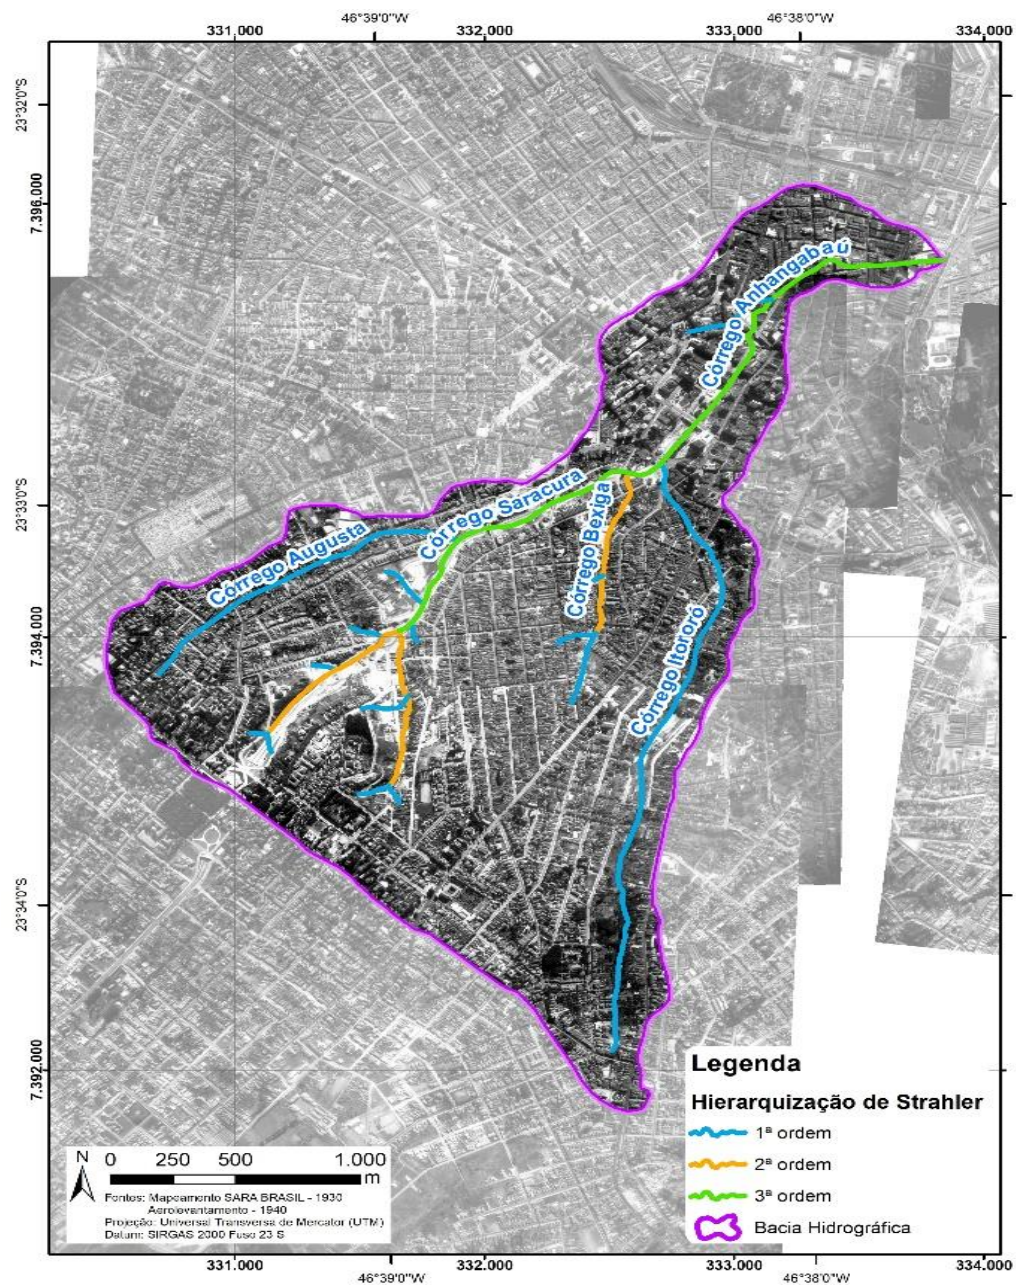 46°39'0"W
46°38'0"W
331.000
332.000
333.000
334.000
23°32'0"S
7.396.000
Córrego Anhangabaú
23°33'0"S
Córrego Saracura
Córrego Augusta
Córrego Bexiga
7.394.000
Córrego Itororó
23°34'0"S
7.392.000
Legenda
Hierarquização de Strahler
1ª ordem
2ª ordem
3ª ordem
Bacia Hidrográfica
N
0 250 500 1.000
m
Fontes: Mapeamento SARA BRASIL - 1930
Aerolevantamento - 1940
Projeção: Universal Transversa de Mercator (UTM)
Datum: SIRGAS 2000 Fuso 23 S
331.000
332.000
333.000
334.000
46°39'0"W
46°38'0"W